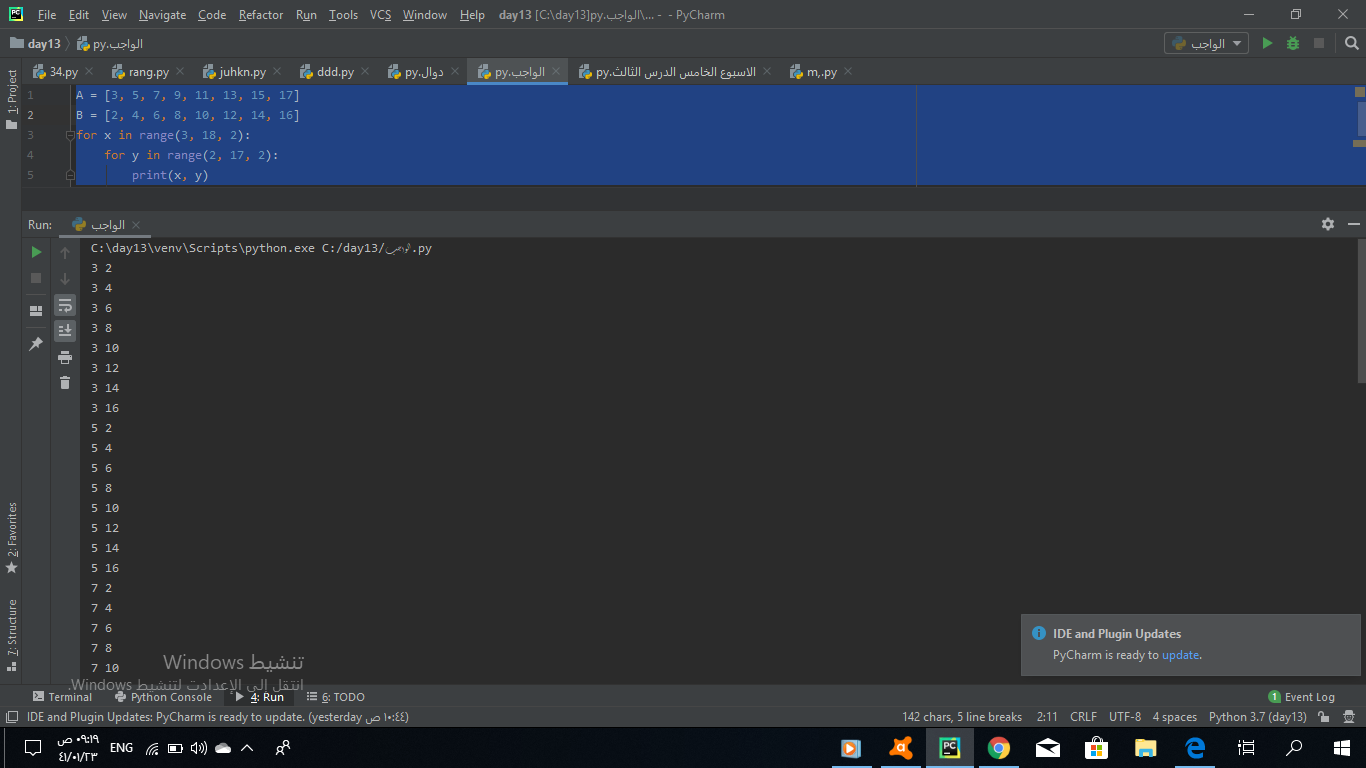 File Edit View Navigate Code Refactor Run Tools VCS Window Help day13 [C:\day13]الواجب.py\... - - PyCharm
day13 الواجب.py الواجب
34.py rang.py juhkn.py ddd.py دوال.py الواجب.py الاسبوع الخامس الدرس الثالث.py m,.py
1: Project
1 A = [3, 5, 7, 9, 11, 13, 15, 17]
2 B = [2, 4, 6, 8, 10, 12, 14, 16]
3 for x in range(3, 18, 2):
4 for y in range(2, 17, 2):
5 print(x, y)
Run: الواجب
C:\day13\venv\Scripts\python.exe C:/day13/الواجب.py
3 2
3 4
3 6
3 8
3 10
3 12
3 14
3 16
5 2
5 4
5 6
5 8
5 10
5 12
5 14
5 16
7 2
7 4
7 6
7 8
7 10
2: Favorites
7: Structure
IDE and Plugin Updates
PyCharm is ready to update.
تنشيط Windows
انتقل إلى الإعدادت لتنشيط Windows.
Terminal Python Console 4: Run 6: TODO 1 Event Log
IDE and Plugin Updates: PyCharm is ready to update. (yesterday ١٠:٤٤ ص) 142 chars, 5 line breaks 2:11 CRLF UTF-8 4 spaces Python 3.7 (day13)
٠٩:١٩ ص ENG
٤١/٠١/٢٣